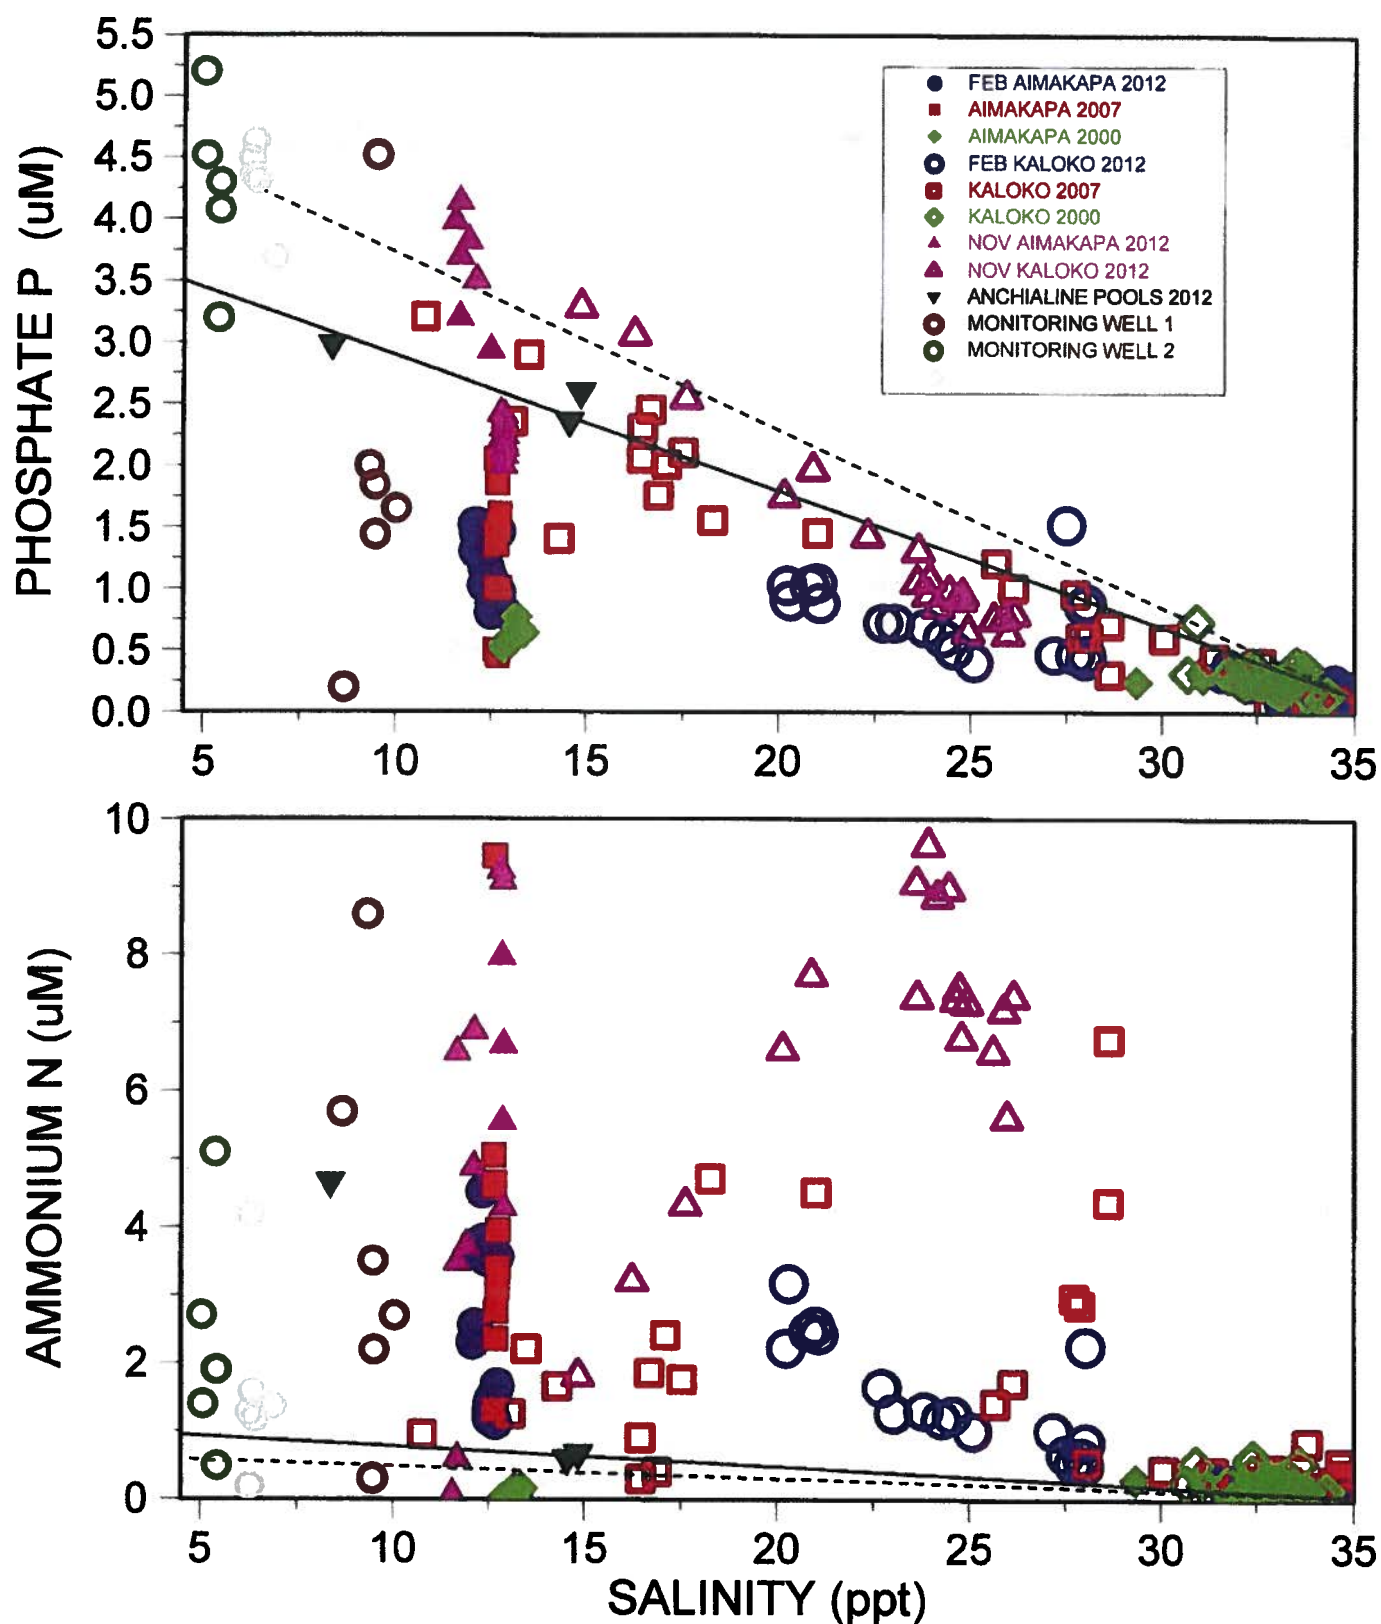 5.5
5.0
4.5
4.0
3.5
3.0
2.5
2.0
1.5
1.0
0.5
0.0
PHOSPHATE P (uM)
FEB AIMAKAPA 2012
AIMAKAPA 2007
AIMAKAPA 2000
FEB KALOKO 2012
KALOKO 2007
KALOKO 2000
NOV AIMAKAPA 2012
NOV KALOKO 2012
ANCHIALINE POOLS 2012
MONITORING WELL 1
MONITORING WELL 2
5 10 15 20 25 30 35
10
8
6
4
2
0
AMMONIUM N (uM)
5 10 15 20 25 30 35
SALINITY (ppt)